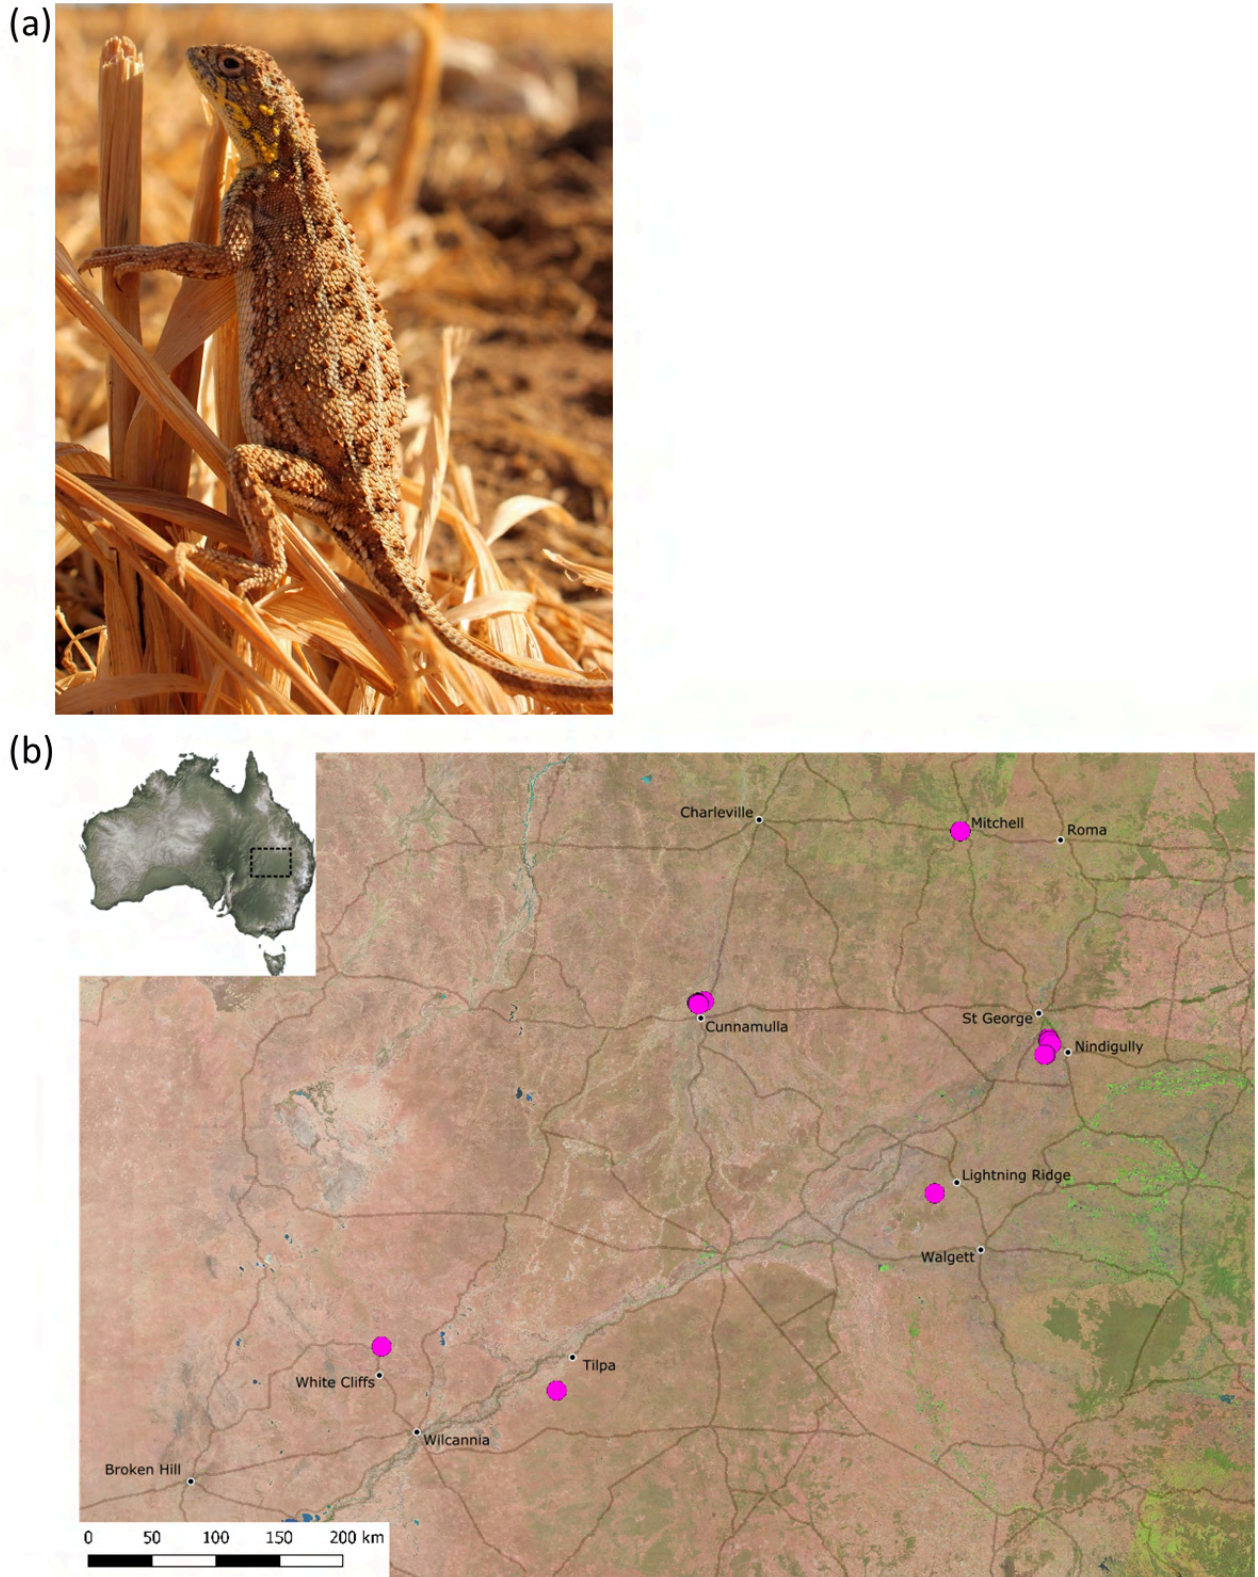 (a)
(b)
Charleville
Mitchell
Roma
Cunnamulla
St George
Nindigully
Lightning Ridge
Walgett
White Cliffs
Tilpa
Wilcannia
Broken Hill
0 50 100 150 200 km